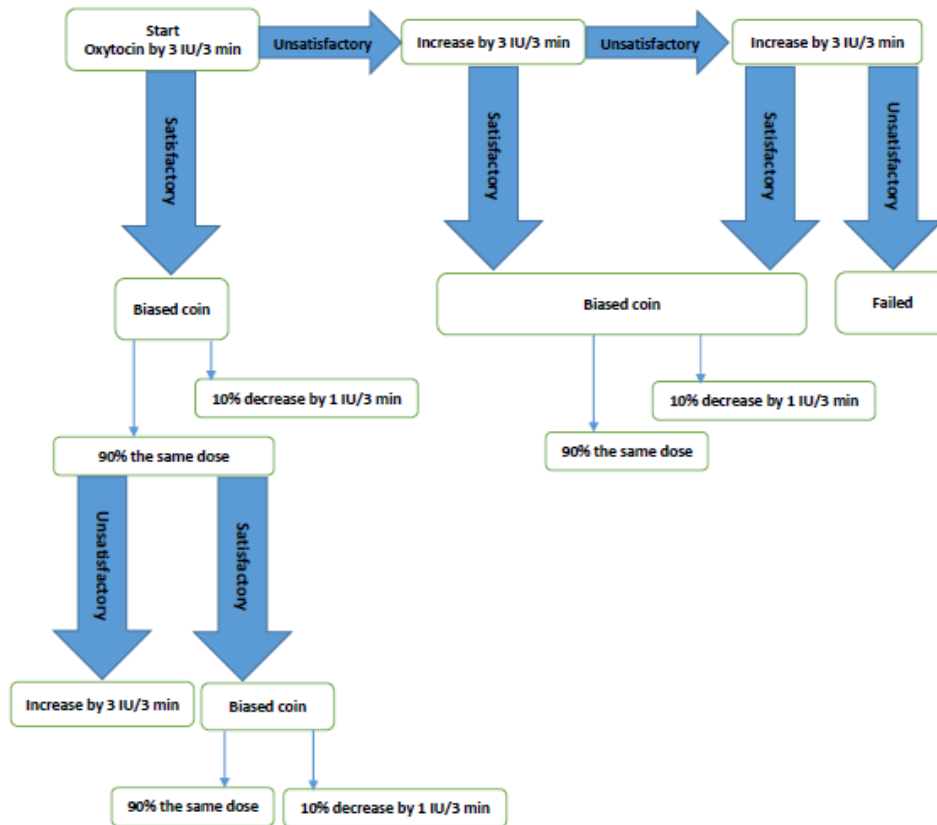 Start
Oxytocin by 3 IU/3 min
Unsatisfactory
Increase by 3 IU/3 min
Unsatisfactory
Increase by 3 IU/3 min
Satisfactory
Satisfactory
Satisfactory
Unsatisfactory
Biased coin
Biased coin
Failed
10% decrease by 1 IU/3 min
10% decrease by 1 IU/3 min
90% the same dose
90% the same dose
Unsatisfactory
Satisfactory
Increase by 3 IU/3 min
Biased coin
90% the same dose
10% decrease by 1 IU/3 min